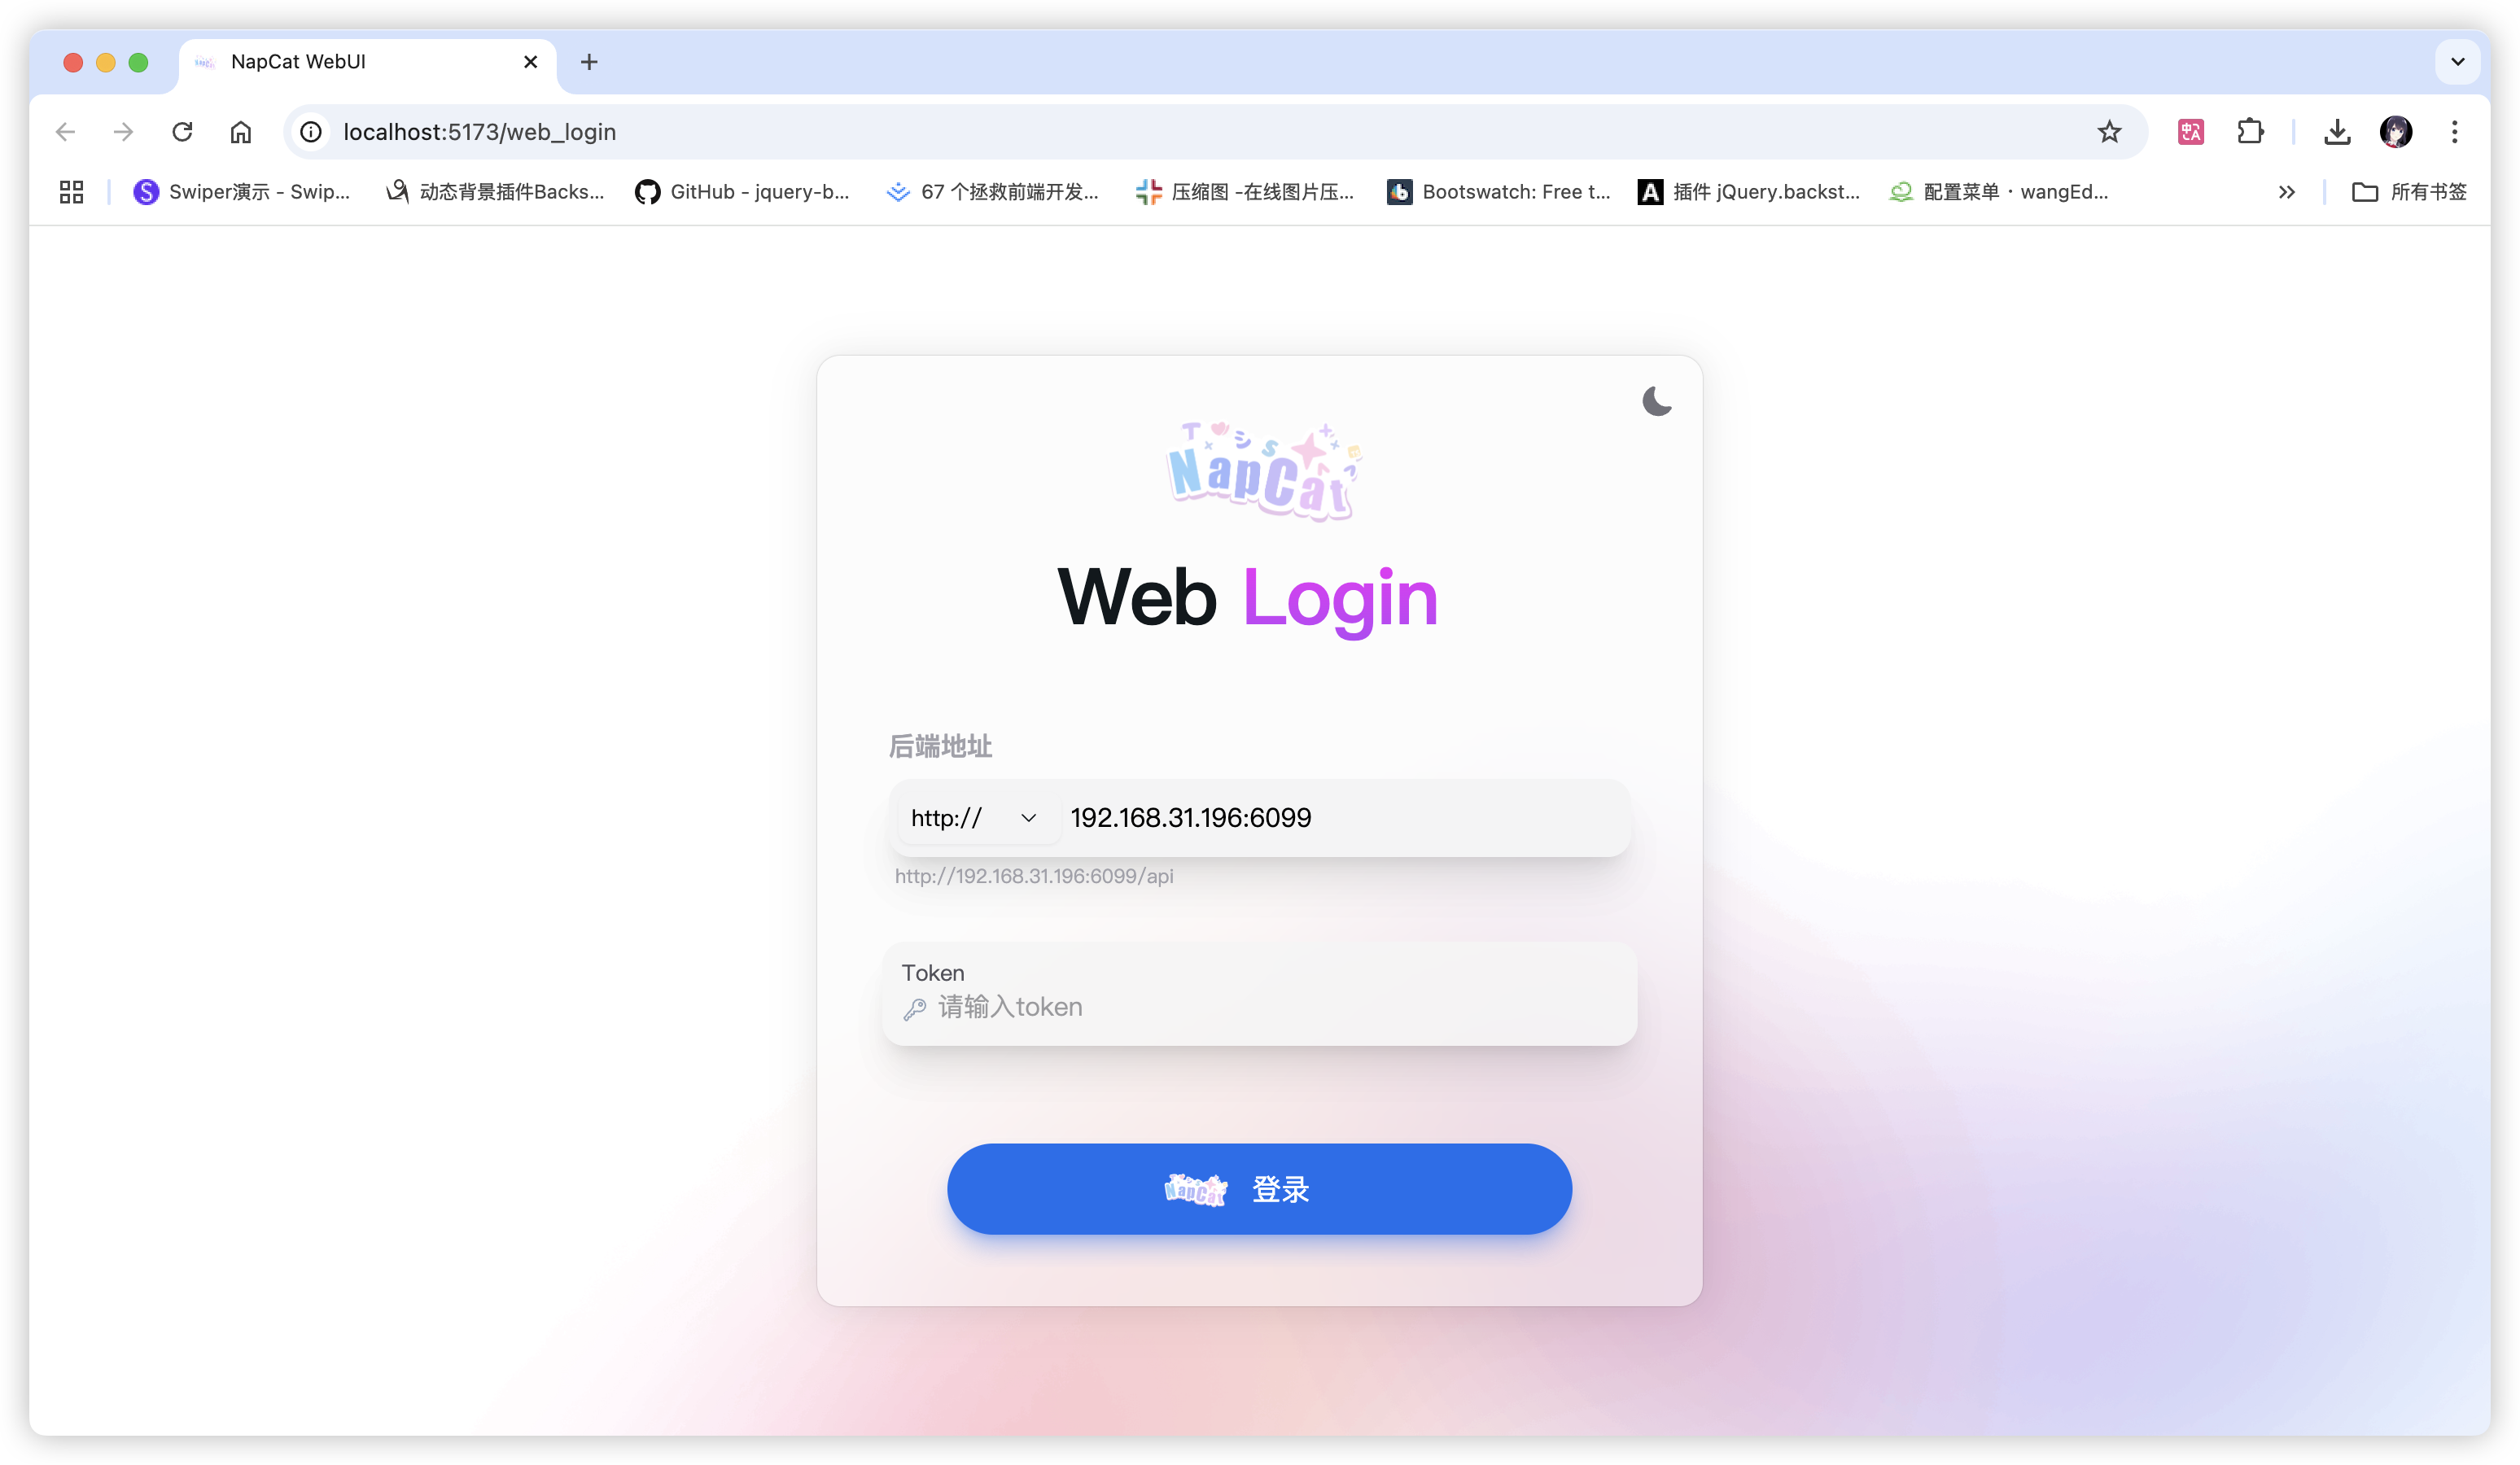 NapCat WebUI
localhost:5173/web_login
Swiper演示 - Swip...
动态背景插件Backs...
GitHub - jquery-b...
67 个拯救前端开发...
压缩图 -在线图片压...
Bootswatch: Free t...
插件 jQuery.backst...
配置菜单 · wangEd...
所有书签
NapCat
Web Login
后端地址
http:// 192.168.31.196:6099
http://192.168.31.196:6099/api
Token
请输入token
NapCat 登录